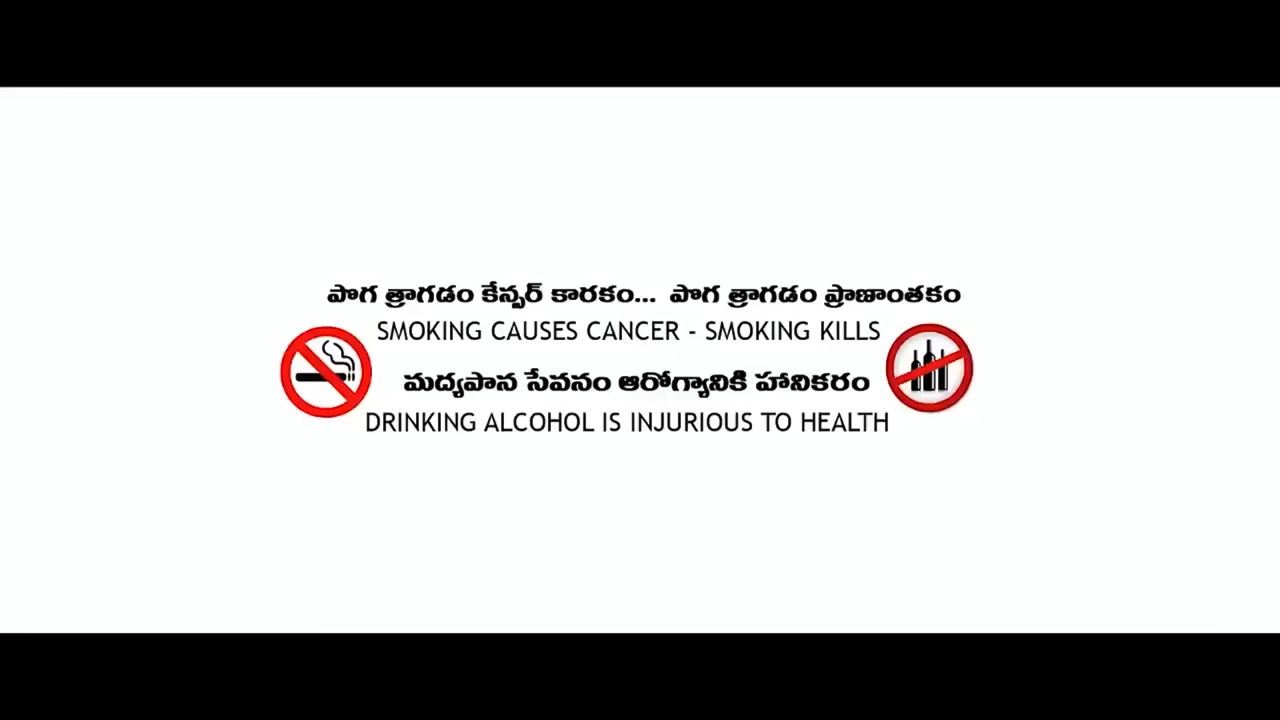 పొగ త్రాగడం కేన్సర్ కారకం... పొగ త్రాగడం ప్రాణాంతకం
SMOKING CAUSES CANCER - SMOKING KILLS
మద్యపాన సేవనం ఆరోగ్యానికి హానికరం
DRINKING ALCOHOL IS INJURIOUS TO HEALTH